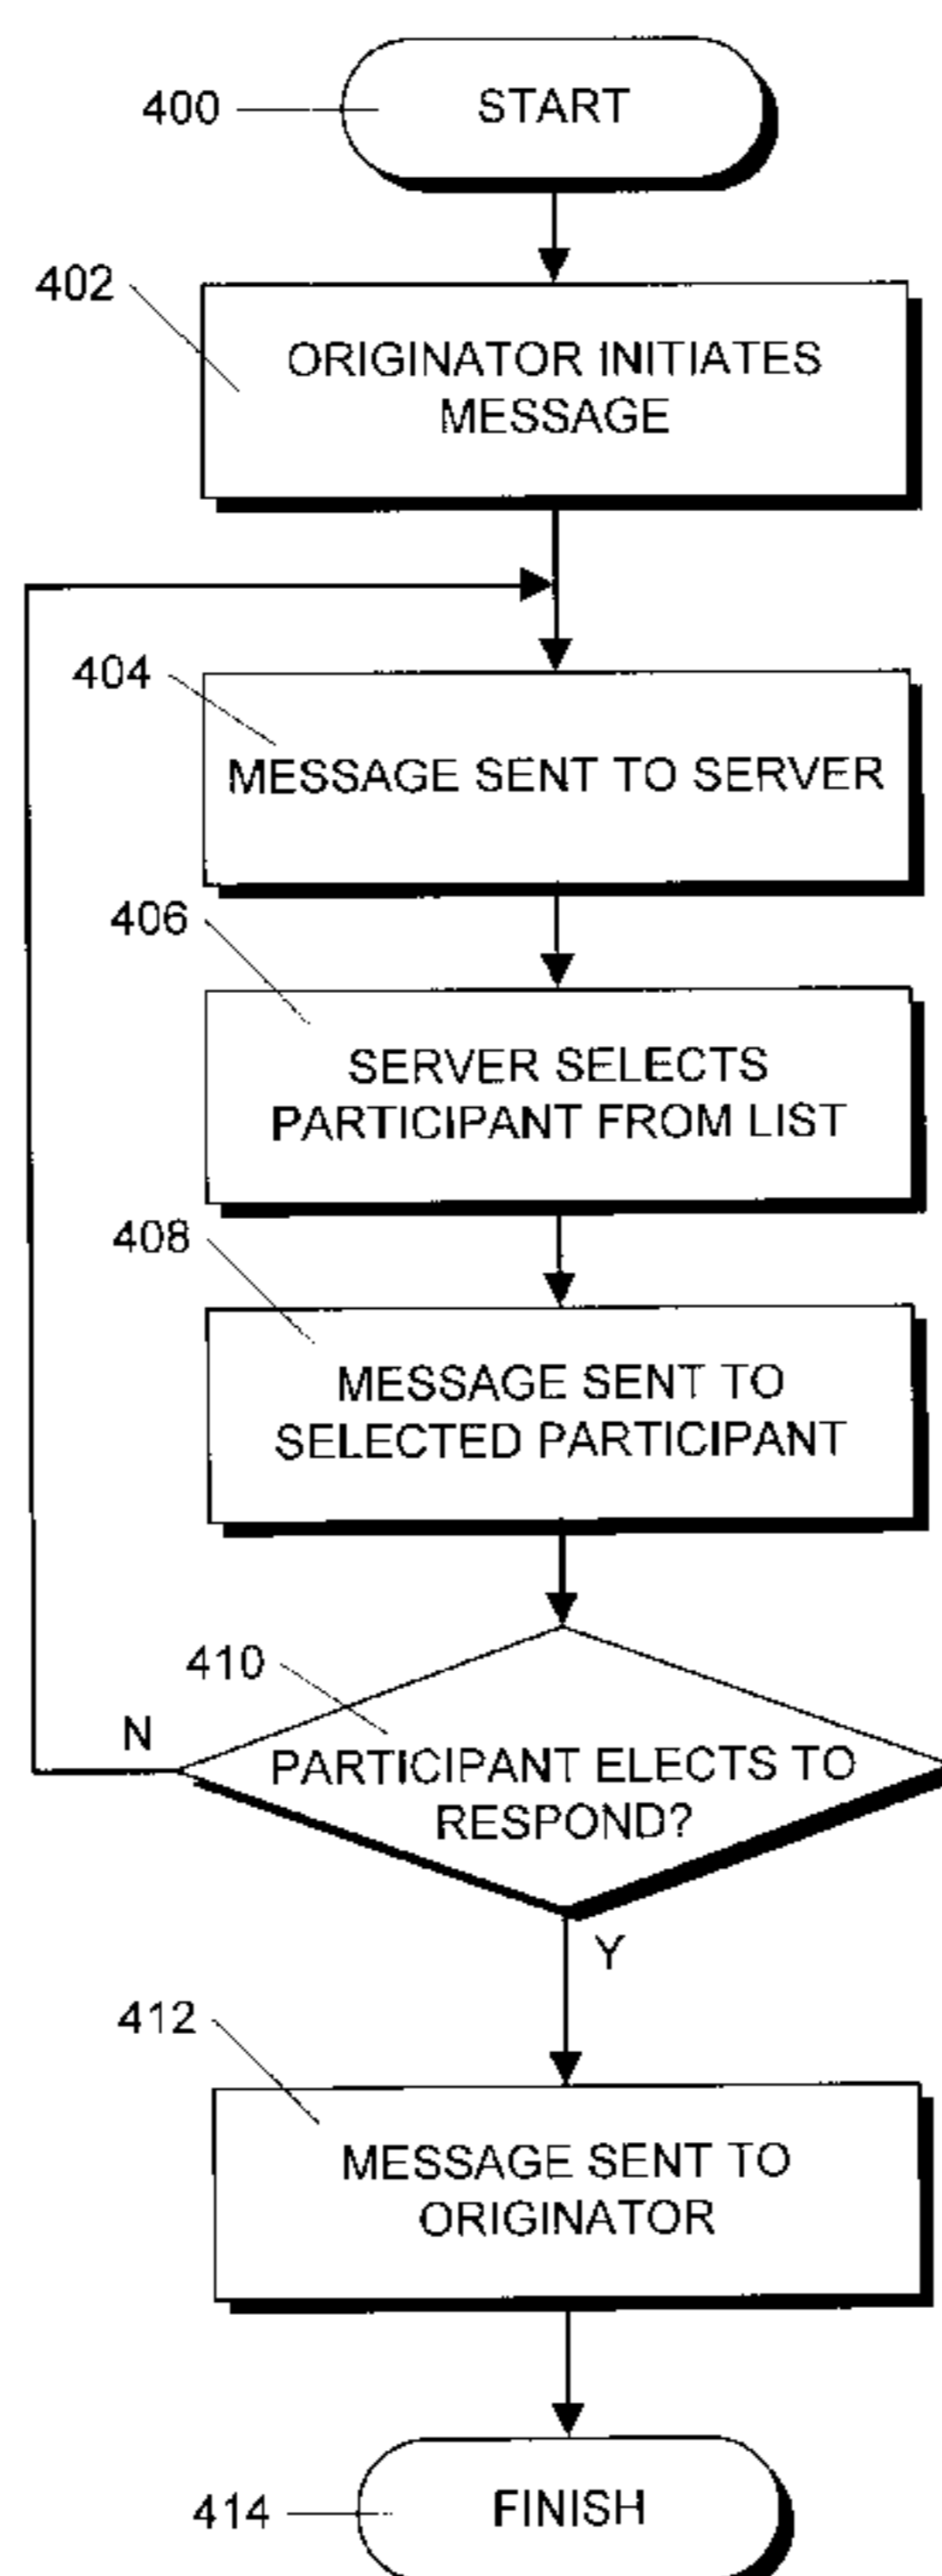 400
START
402
ORIGINATOR INITIATES
MESSAGE
404
MESSAGE SENT TO SERVER
406
SERVER SELECTS
PARTICIPANT FROM LIST
408
MESSAGE SENT TO
SELECTED PARTICIPANT
410
N
PARTICIPANT ELECTS TO
RESPOND?
Y
412
MESSAGE SENT TO
ORIGINATOR
414
FINISH